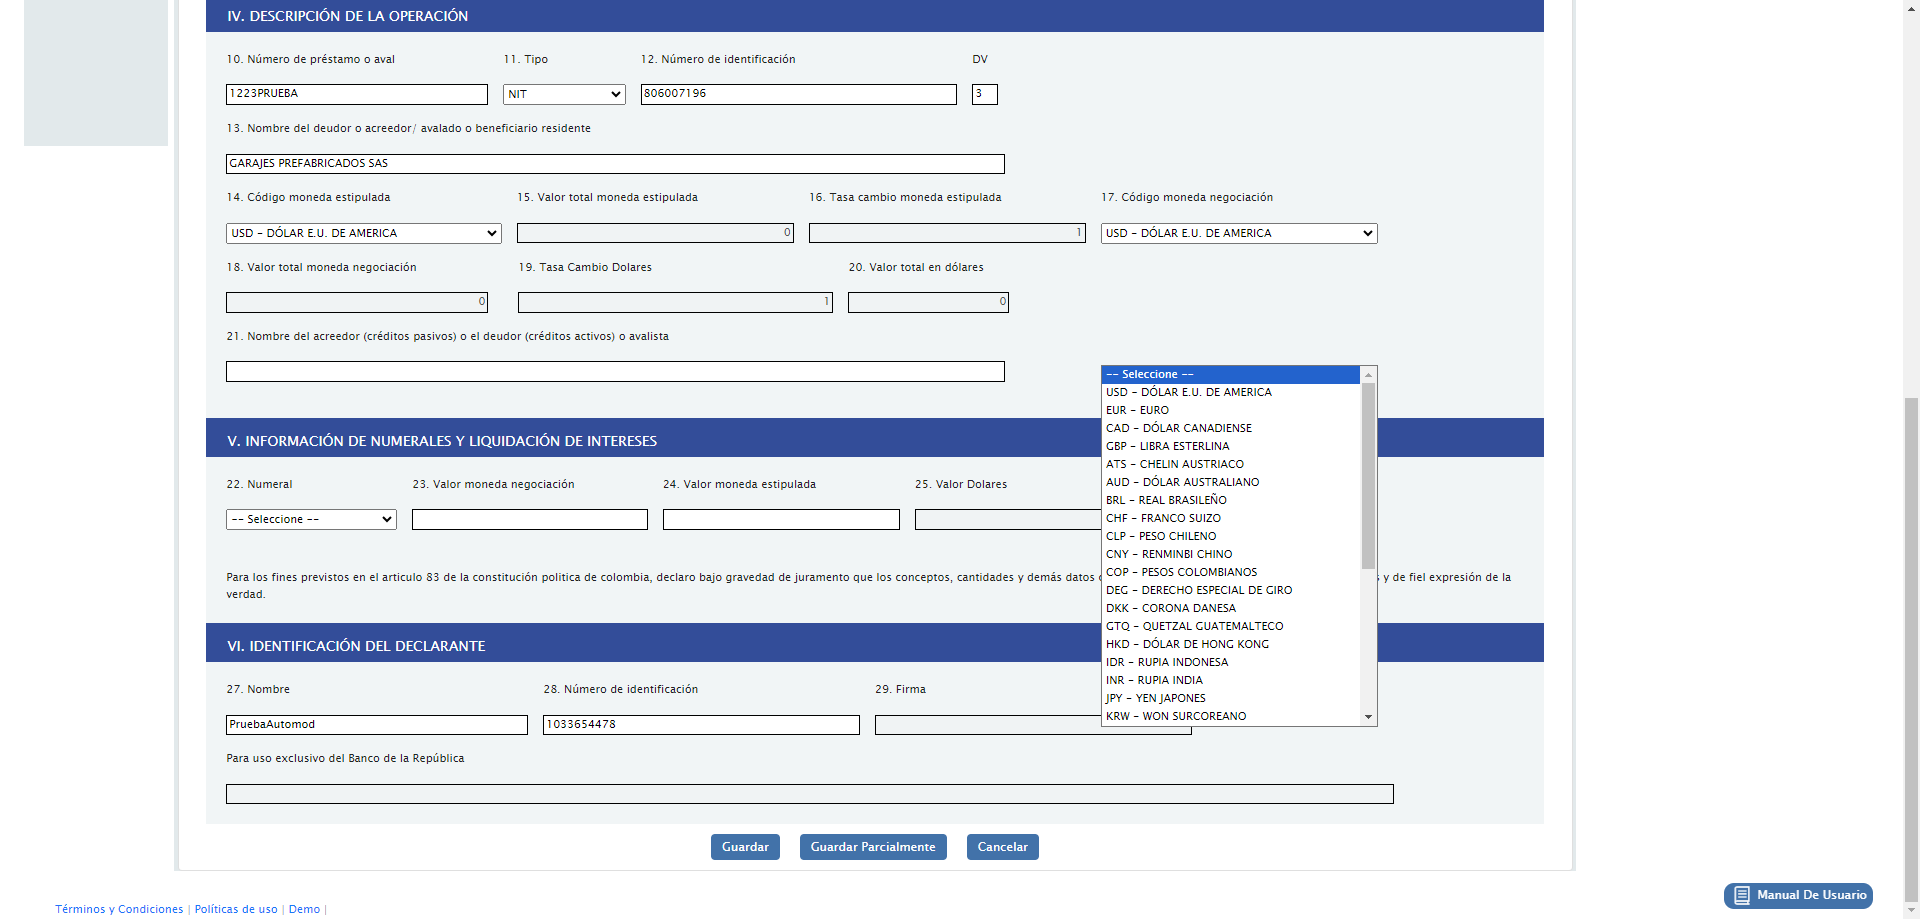 IV. DESCRIPCIÓN DE LA OPERACIÓN
10. Número de préstamo o aval
11. Tipo
12. Número de identificación
DV
1223PRUEBA
NIT
806007196
3
13. Nombre del deudor o acreedor/ avalado o beneficiario residente
GARAJES PREFABRICADOS SAS
14. Código moneda estipulada
15. Valor total moneda estipulada
16. Tasa cambio moneda estipulada
17. Código moneda negociación
USD - DÓLAR E.U. DE AMERICA
0
1
USD - DÓLAR E.U. DE AMERICA
18. Valor total moneda negociación
19. Tasa Cambio Dolares
20. Valor total en dólares
0
1
0
21. Nombre del acreedor (créditos pasivos) o el deudor (créditos activos) o avalista
-- Seleccione --
USD - DÓLAR E.U. DE AMERICA
EUR - EURO
CAD - DÓLAR CANADIENSE
GBP - LIBRA ESTERLINA
ATS - CHELIN AUSTRIACO
AUD - DÓLAR AUSTRALIANO
BRL - REAL BRASILEÑO
CHF - FRANCO SUIZO
CLP - PESO CHILENO
CNY - RENMINBI CHINO
COP - PESOS COLOMBIANOS
DEG - DERECHO ESPECIAL DE GIRO
DKK - CORONA DANESA
GTQ - QUETZAL GUATEMALTECO
HKD - DÓLAR DE HONG KONG
IDR - RUPIA INDONESA
INR - RUPIA INDIA
JPY - YEN JAPONES
KRW - WON SURCOREANO
V. INFORMACIÓN DE NUMERALES Y LIQUIDACIÓN DE INTERESES
22. Numeral
23. Valor moneda negociación
24. Valor moneda estipulada
25. Valor Dolares
-- Seleccione --
Para los fines previstos en el articulo 83 de la constitución politica de colombia, declaro bajo gravedad de juramento que los conceptos, cantidades y demás datos y de fiel expresión de la
verdad.
VI. IDENTIFICACIÓN DEL DECLARANTE
27. Nombre
28. Número de identificación
29. Firma
PruebaAutomod
1033654478
Para uso exclusivo del Banco de la República
Guardar
Guardar Parcialmente
Cancelar
Manual De Usuario
Términos y Condiciones | Políticas de uso | Demo |